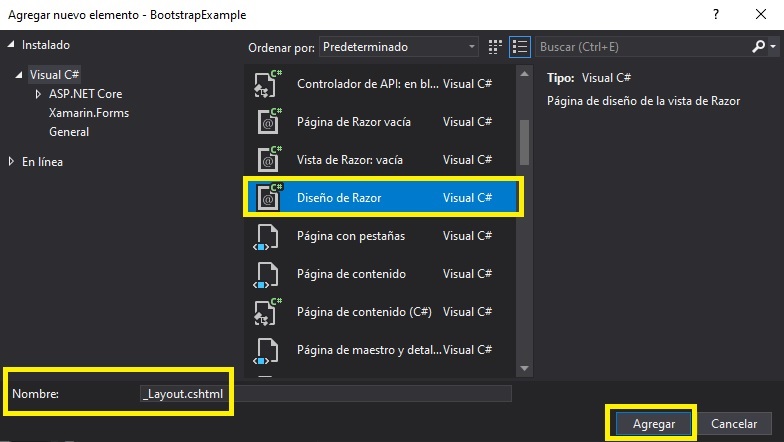 Agregar nuevo elemento - BootstrapExample
? ×
Instalado
Ordenar por: Predeterminado
Buscar (Ctrl+E)
Visual C#
ASP.NET Core
Xamarin.Forms
General
En línea
C# Controlador de API: en bl... Visual C#
C# @ Página de Razor vacía Visual C#
C# @ Vista de Razor: vacía Visual C#
C# @ Diseño de Razor Visual C#
Página con pestañas Visual C#
Página de contenido Visual C#
C# Página de contenido (C#) Visual C#
Página de maestro y detal... Visual C#
Tipo: Visual C#
Página de diseño de la vista de Razor
Nombre: _Layout.cshtml
Agregar Cancelar